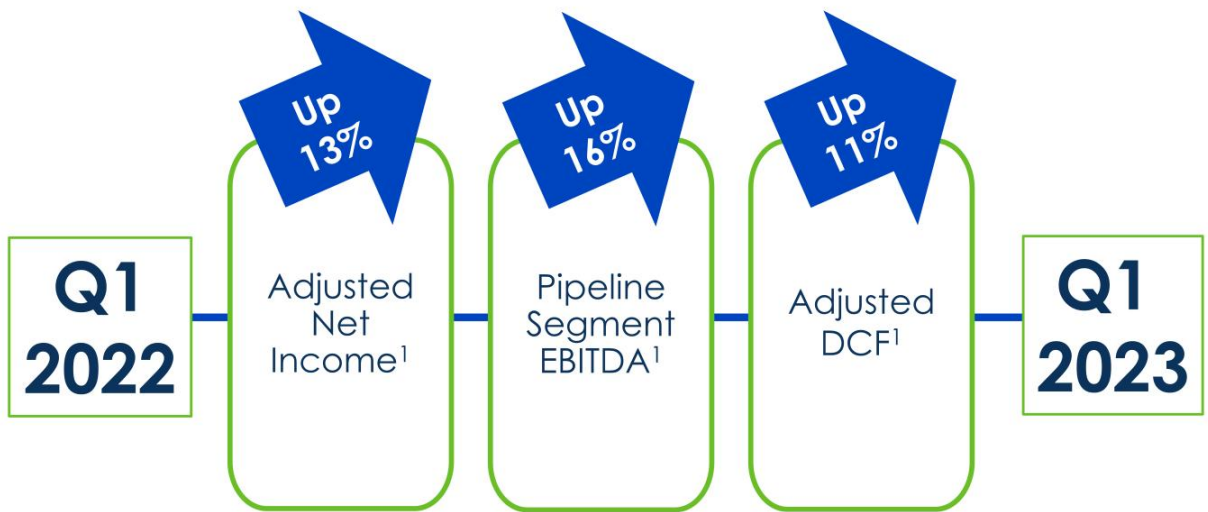 Q1
2022
Up
13%
Adjusted
Net
Income¹
Up
16%
Pipeline
Segment
EBITDA¹
Up
11%
Adjusted
DCF¹
Q1
2023